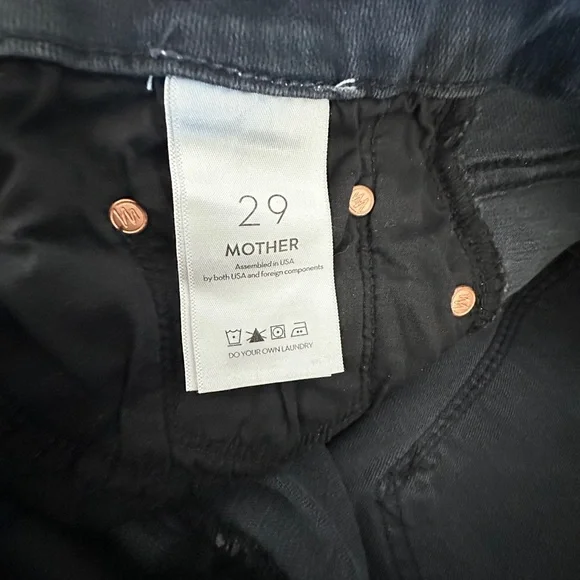 29
MOTHER
Assembled in USA
by both USA and foreign components
DO YOUR OWN LAUNDRY